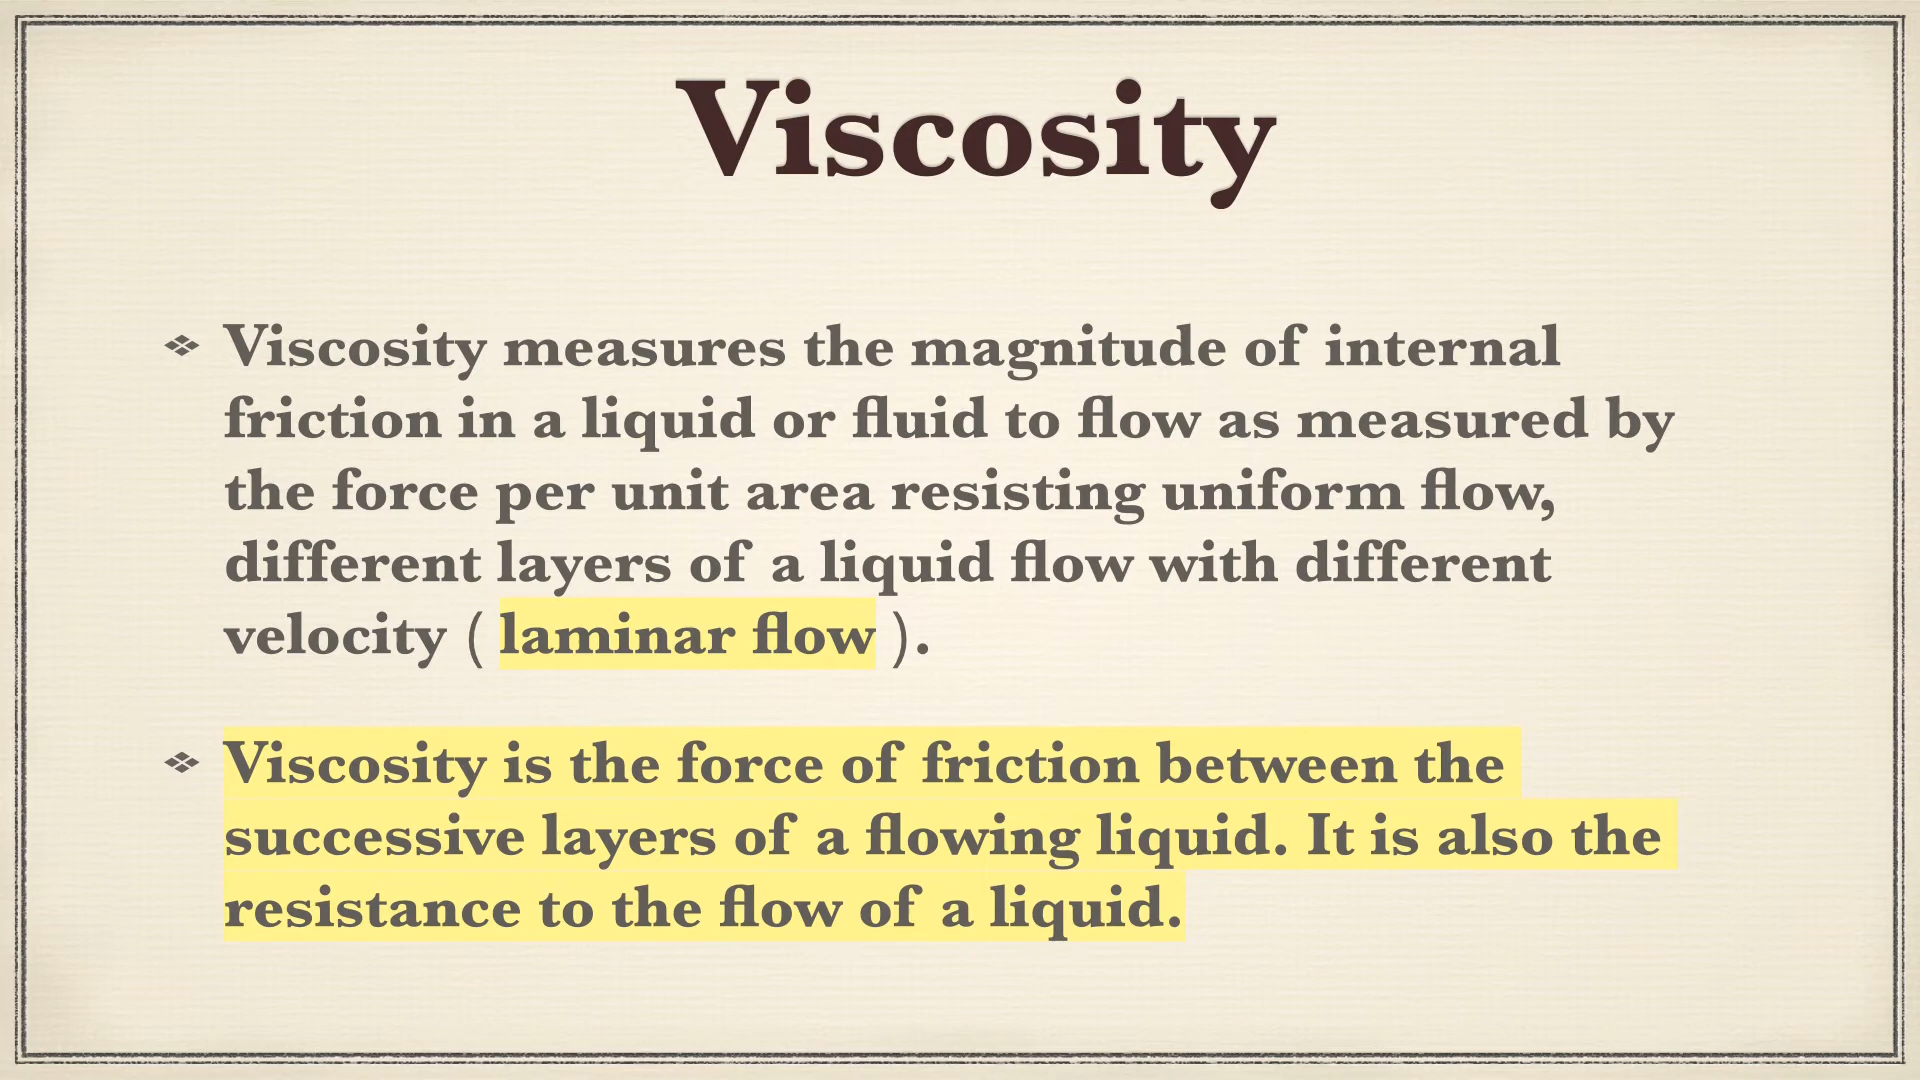 Viscosity
❖ Viscosity measures the magnitude of internal
friction in a liquid or fluid to flow as measured by
the force per unit area resisting uniform flow,
different layers of a liquid flow with different
velocity ( laminar flow ).
❖ Viscosity is the force of friction between the
successive layers of a flowing liquid. It is also the
resistance to the flow of a liquid.